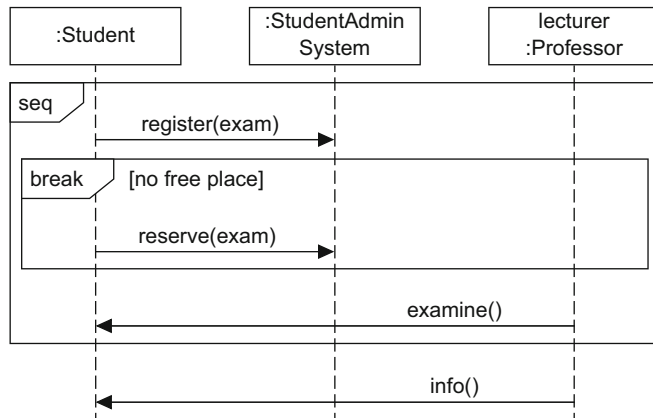 :Student
:StudentAdmin
System
lecturer
:Professor
seq
register(exam)
break
[no free place]
reserve(exam)
examine()
info()